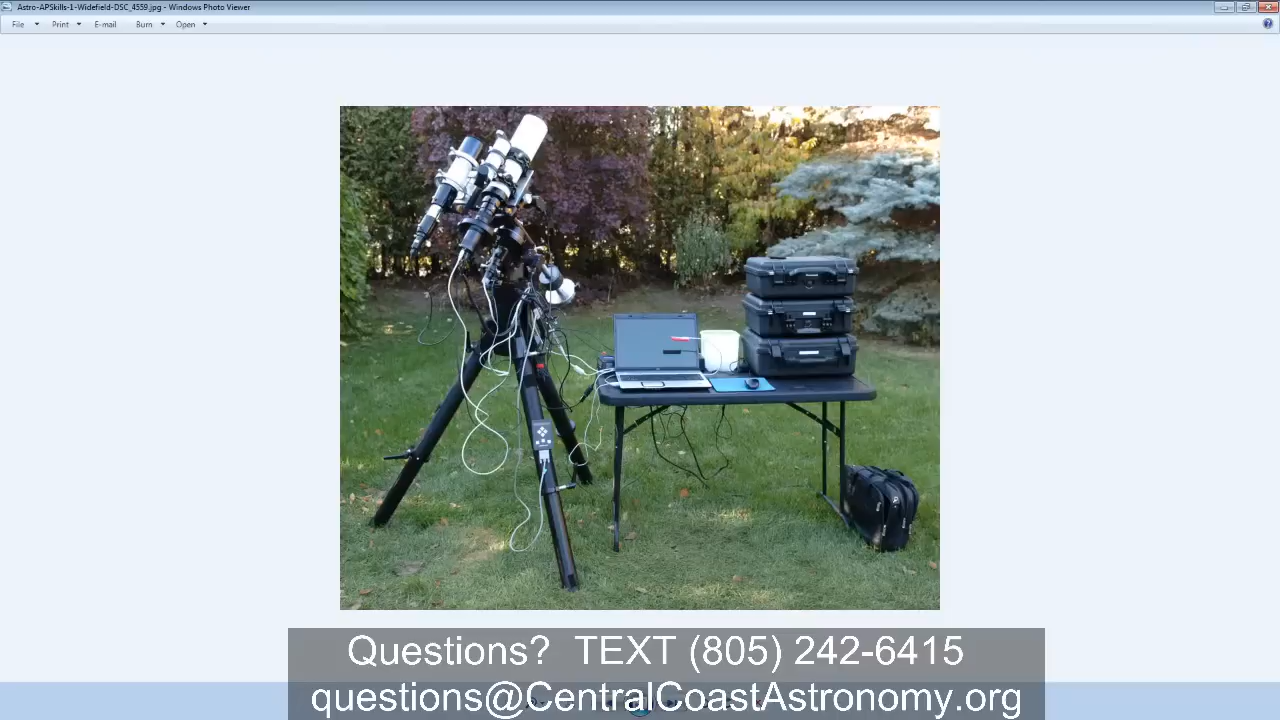 Astro-APSkills-1-Widefield-DSC_4559.jpg - Windows Photo Viewer
File Print E-mail Burn Open
Questions? TEXT (805) 242-6415
questions@CentralCoastAstronomy.org